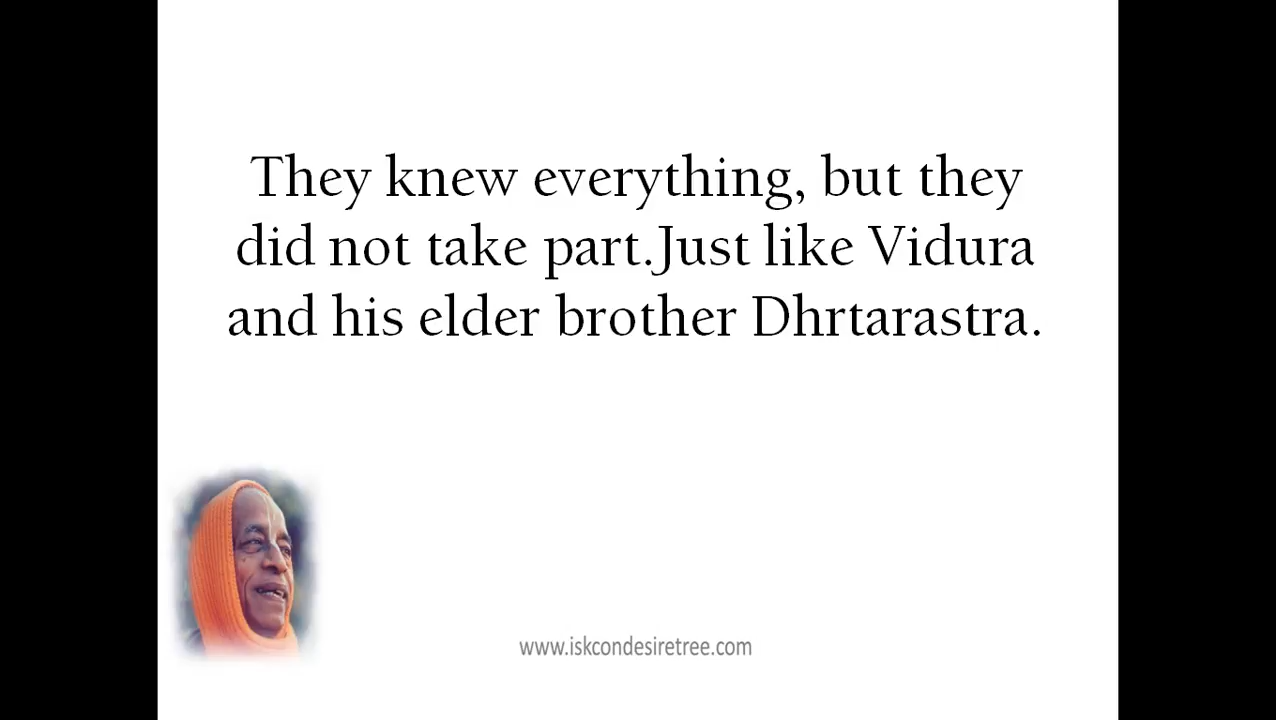 They knew everything, but they
did not take part.Just like Vidura
and his elder brother Dhrtarastra.
www.iskcondesiretree.com